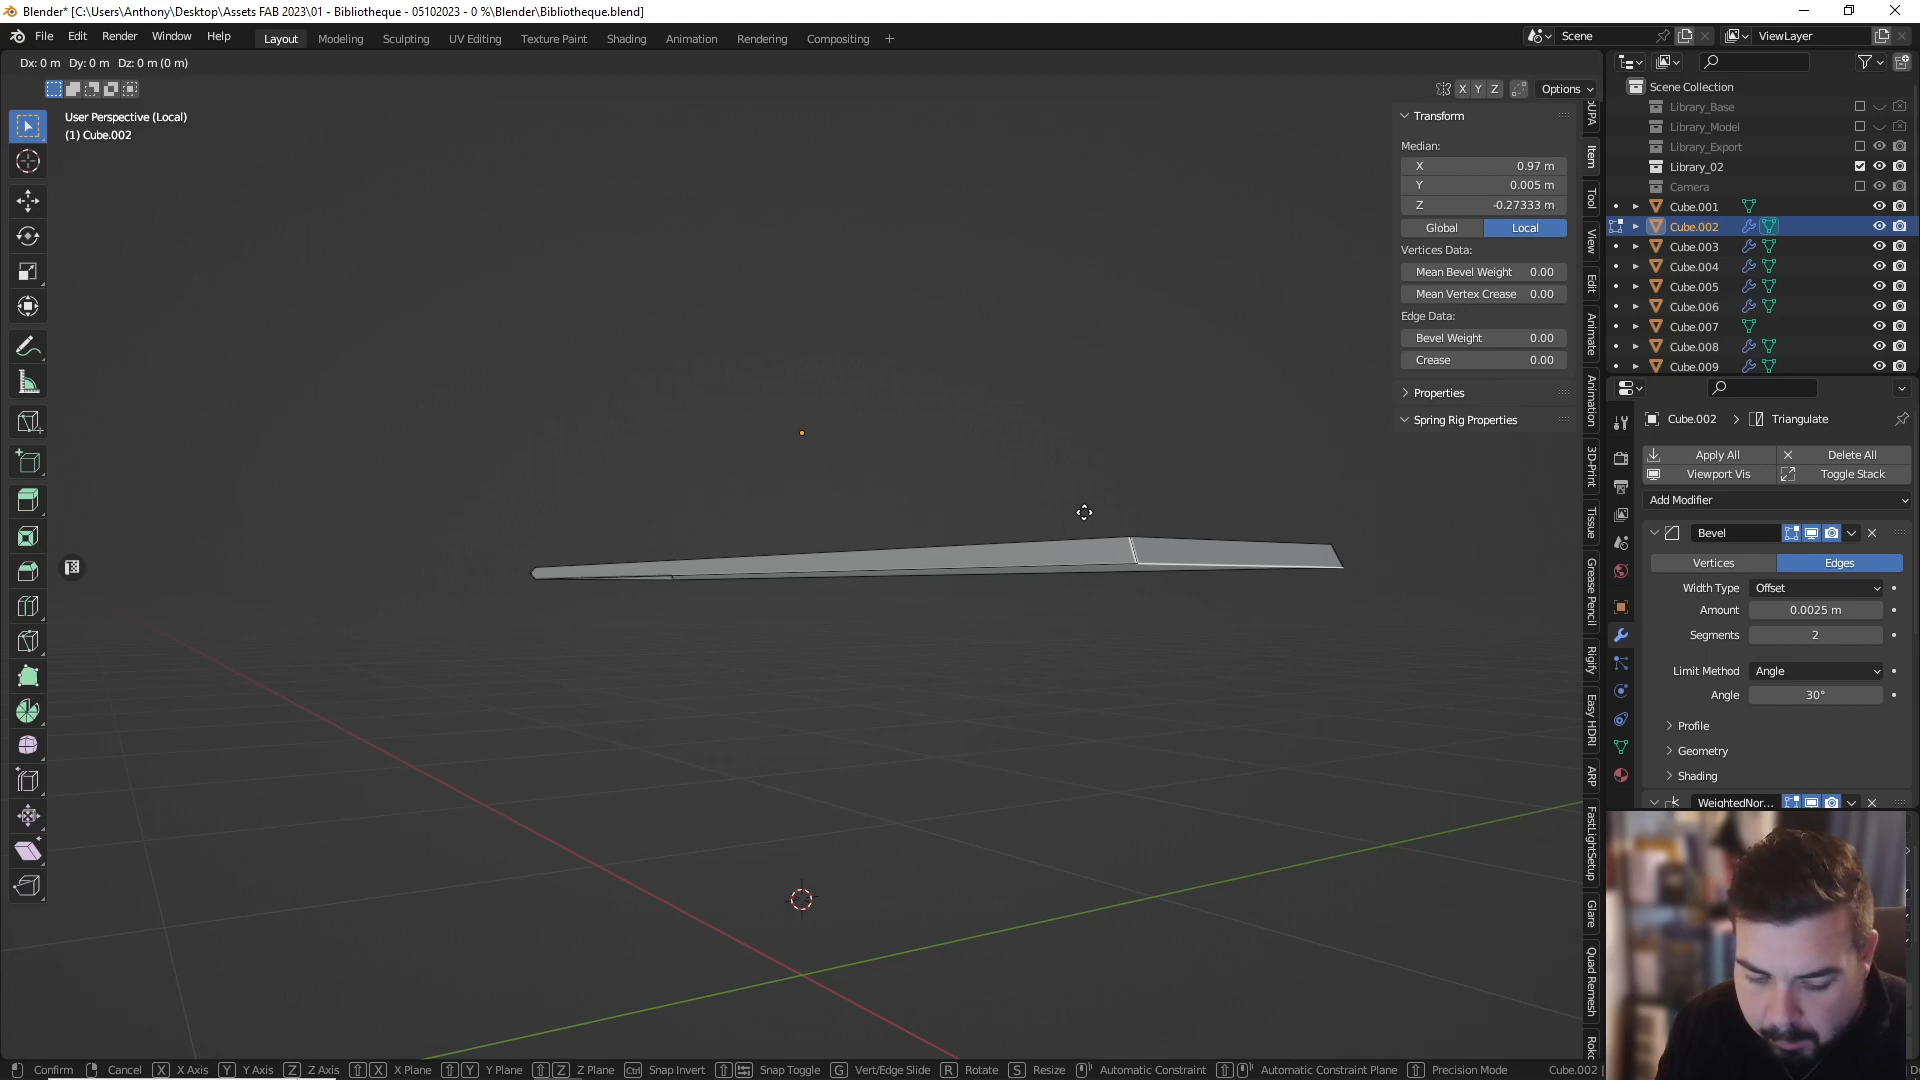 Blender* [C:\Users\Anthony\Desktop\Assets FAB 2023\01 - Bibliotheque - 05102023 - 0 %\Blender\Bibliotheque.blend]
File Edit Render Window Help Layout Modeling Sculpting UV Editing Texture Paint Shading Animation Rendering Compositing + Scene ViewLayer
Dx: 0 m Dy: 0 m Dz: 0 m (0 m)
X Y Z Options
User Perspective (Local)
(1) Cube.002
Transform
Median:
X 0.97 m
Y 0.005 m
Z -0.27333 m
Global Local
Vertices Data:
Mean Bevel Weight 0.00
Mean Vertex Crease 0.00
Edge Data:
Bevel Weight 0.00
Crease 0.00
Properties
Spring Rig Properties
Item
Tool
View
Edit
Animate
Animation
3D-Print
Tissue
Grease Pencil
Rigify
Easy HDRI
ARP
FastLightSetup
Glare
Quad Remesh
Scene Collection
Library_Base
Library_Model
Library_Export
Library_02
Camera
Cube.001
Cube.002
Cube.003
Cube.004
Cube.005
Cube.006
Cube.007
Cube.008
Cube.009
Cube.002 > Triangulate
Apply All Delete All
Viewport Vis Toggle Stack
Add Modifier
Bevel
Vertices Edges
Width Type Offset
Amount 0.0025 m
Segments 2
Limit Method Angle
Angle 30°
Profile
Geometry
Shading
WeightedNor...
Confirm Cancel X X Axis Y Y Axis Z Z Axis X X Plane Y Y Plane Z Z Plane Ctrl Snap Invert Snap Toggle G Vert/Edge Slide R Rotate S Resize Automatic Constraint Automatic Constraint Plane Precision Mode Cube.002 |